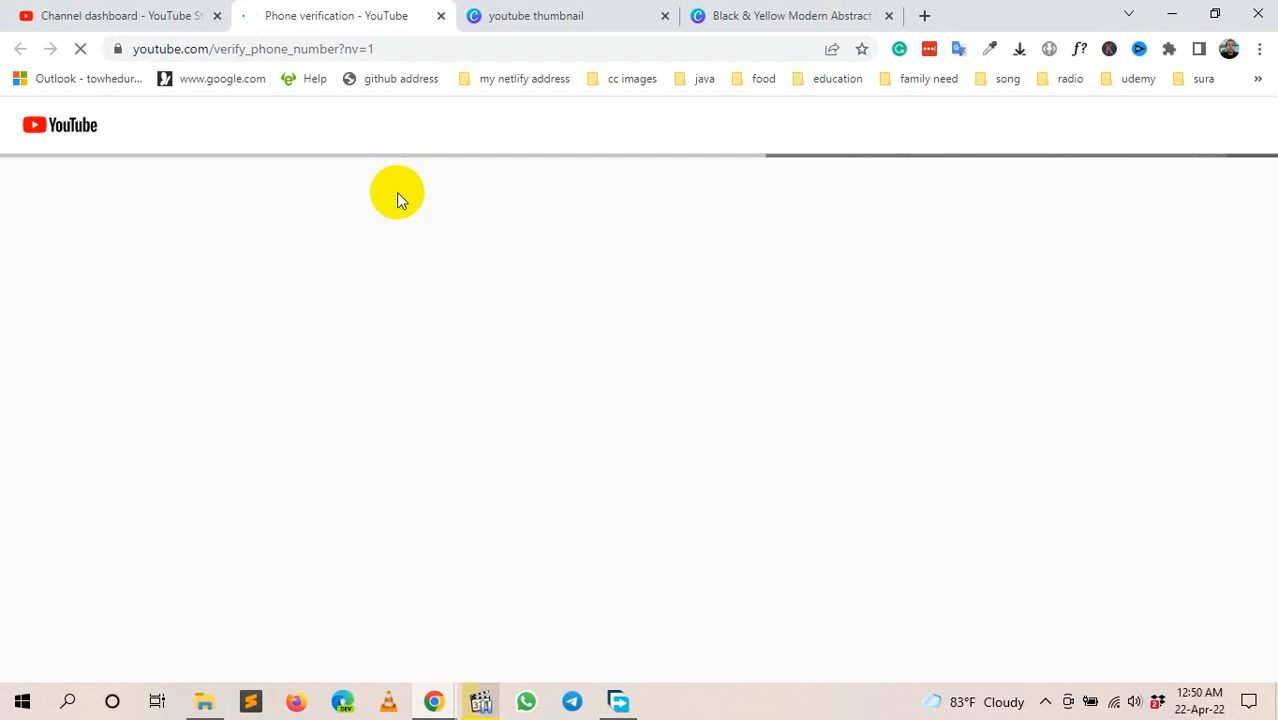 Channel dashboard - YouTube St
Phone verification - YouTube
youtube thumbnail
Black & Yellow Modern Abstract
youtube.com/verify_phone_number?nv=1
Outlook - towhedur...
www.google.com
Help
github address
my netlify address
cc images
java
food
education
family need
song
radio
udemy
sura
YouTube
83°F Cloudy
12:50 AM
22-Apr-22